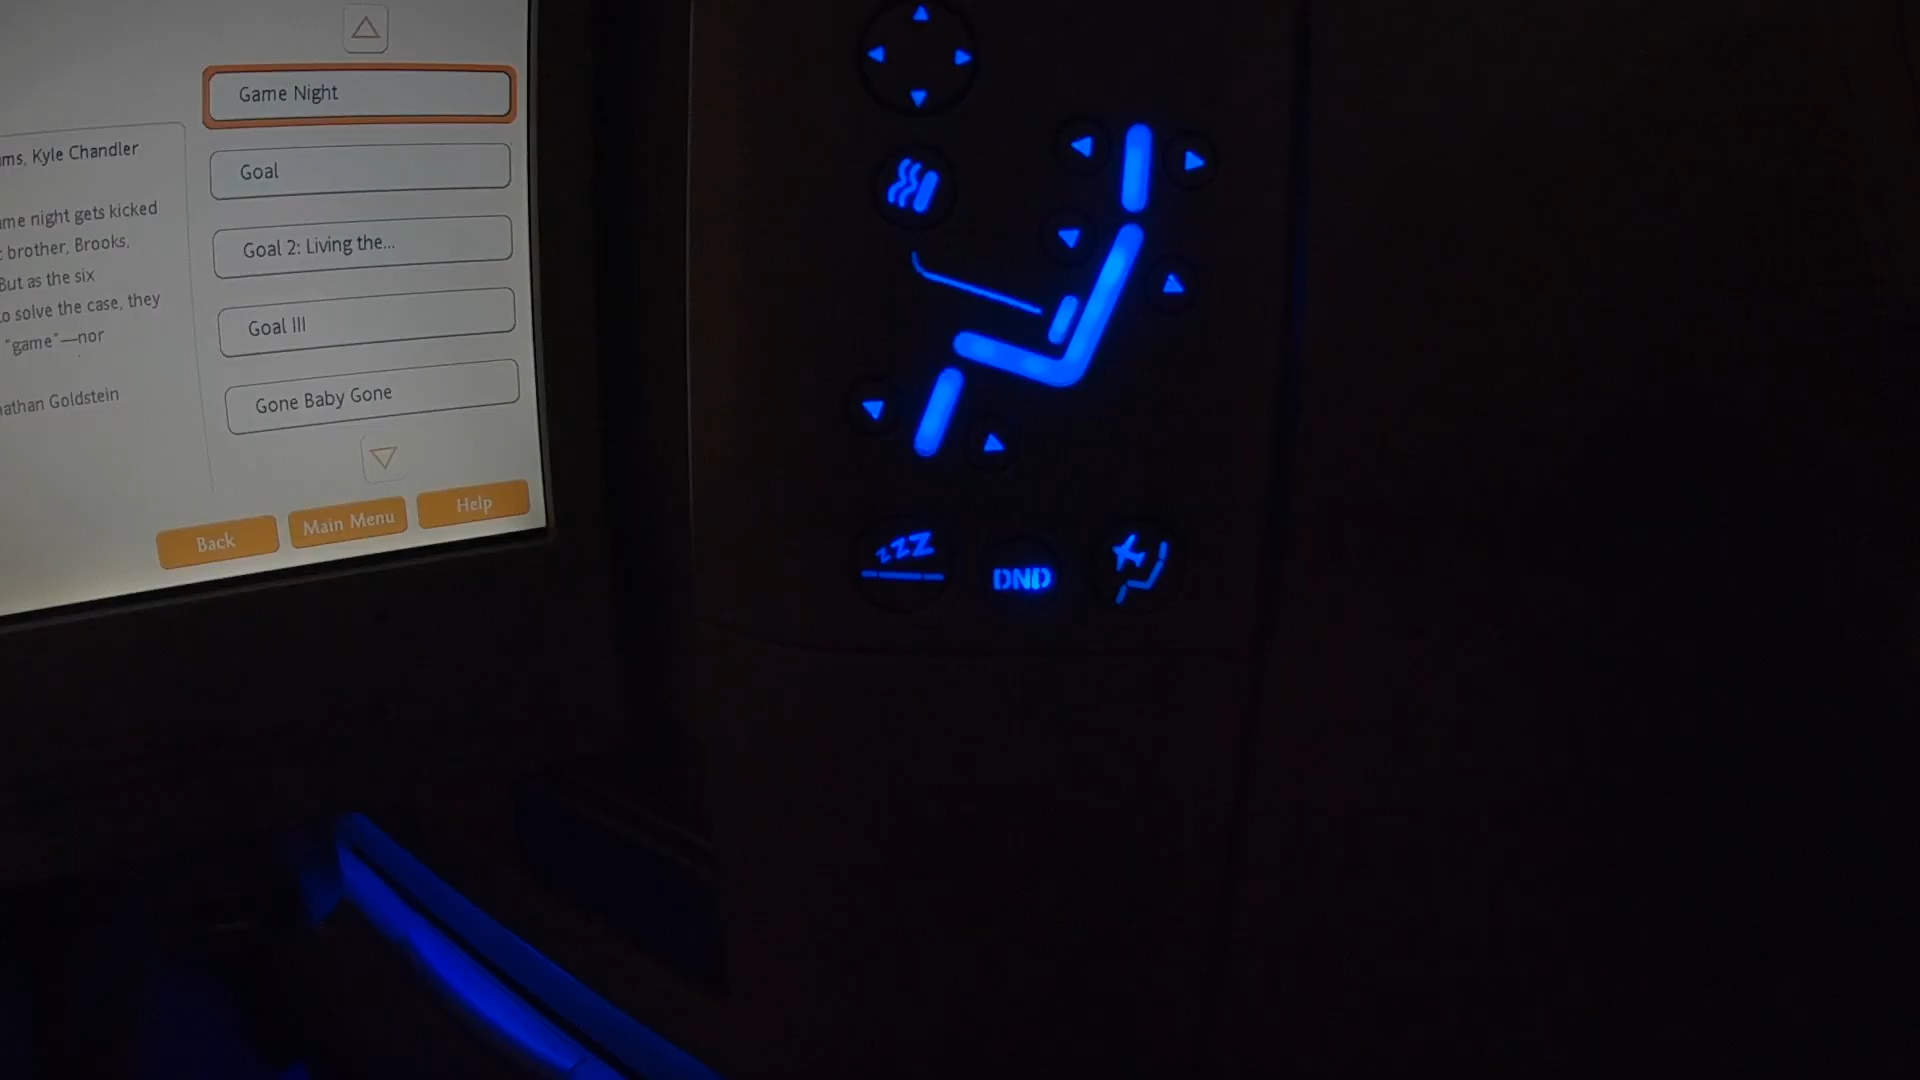 Game Night
Goal
Goal 2: Living the...
Goal III
Gone Baby Gone
ms, Kyle Chandler
me night gets kicked
brother, Brooks.
But as the six
o solve the case, they
"game"—nor
athan Goldstein
Back
Main Menu
Help
zzZ
DND